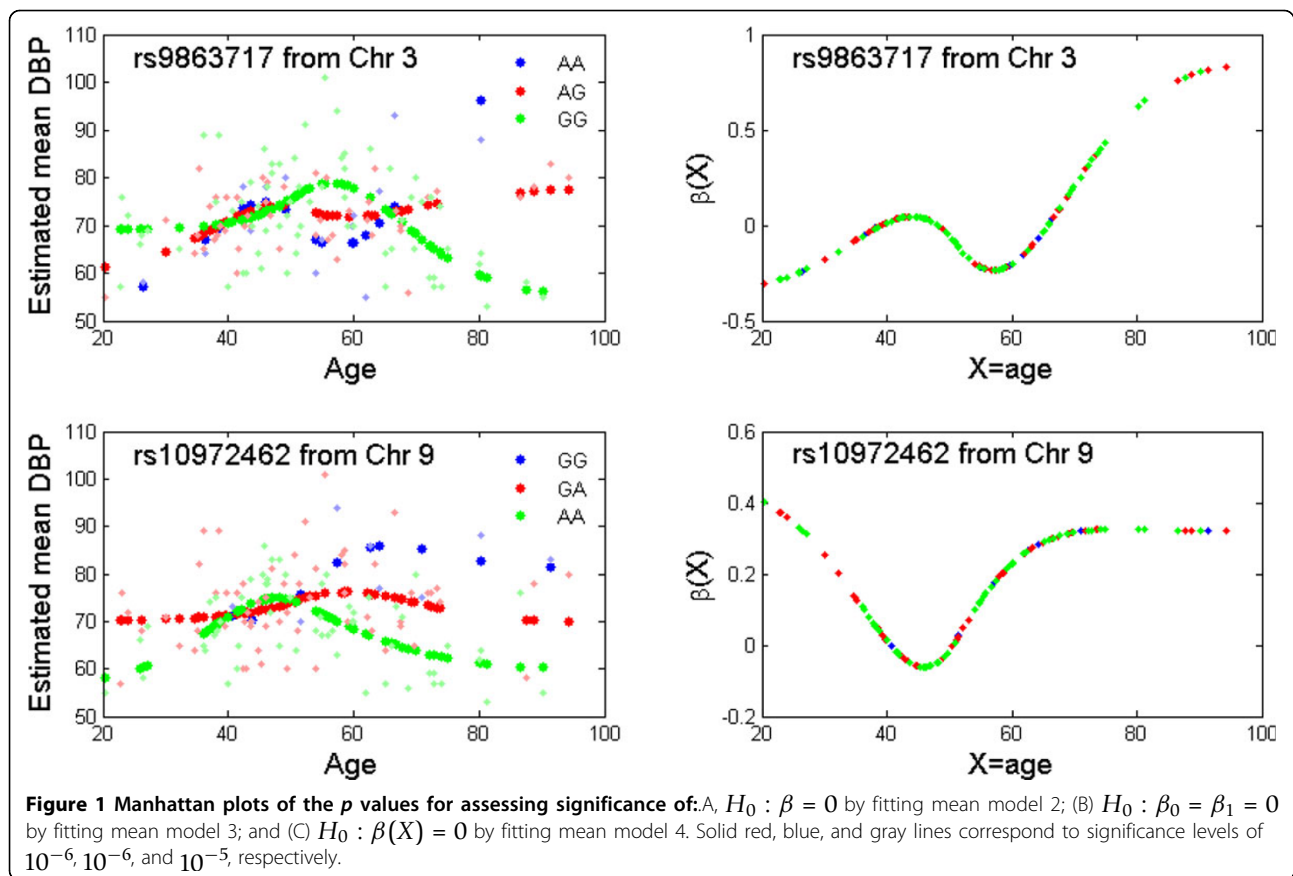 rs9863717 from Chr 3
AA
AG
GG
Estimated mean DBP
110
100
90
80
70
60
50
20
40
60
80
100
Age
rs9863717 from Chr 3
β(X)
1
0.5
0
-0.5
20
40
60
80
100
X=age
rs10972462 from Chr 9
GG
GA
AA
Estimated mean DBP
110
100
90
80
70
60
50
20
40
60
80
100
Age
rs10972462 from Chr 9
β(X)
0.6
0.4
0.2
0
-0.2
20
40
60
80
100
X=age
Figure 1 Manhattan plots of the p values for assessing significance of:.A, H₀ : β = 0 by fitting mean model 2; (B) H₀ : β₀ = β₁ = 0
by fitting mean model 3; and (C) H₀ : β(X) = 0 by fitting mean model 4. Solid red, blue, and gray lines correspond to significance levels of
10⁻⁶, 10⁻⁶, and 10⁻⁵, respectively.